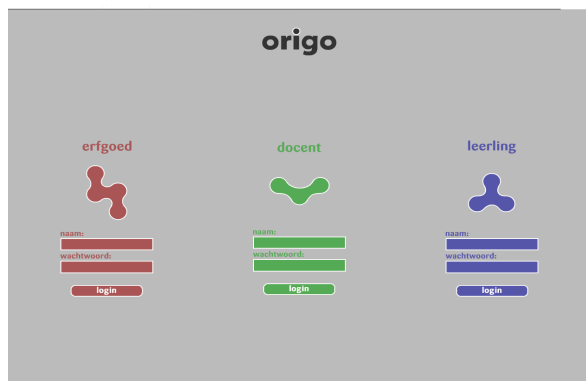 origo
erfgoed
naam:
wachtwoord:
login
docent
naam:
wachtwoord:
login
leerling
naam:
wachtwoord:
login